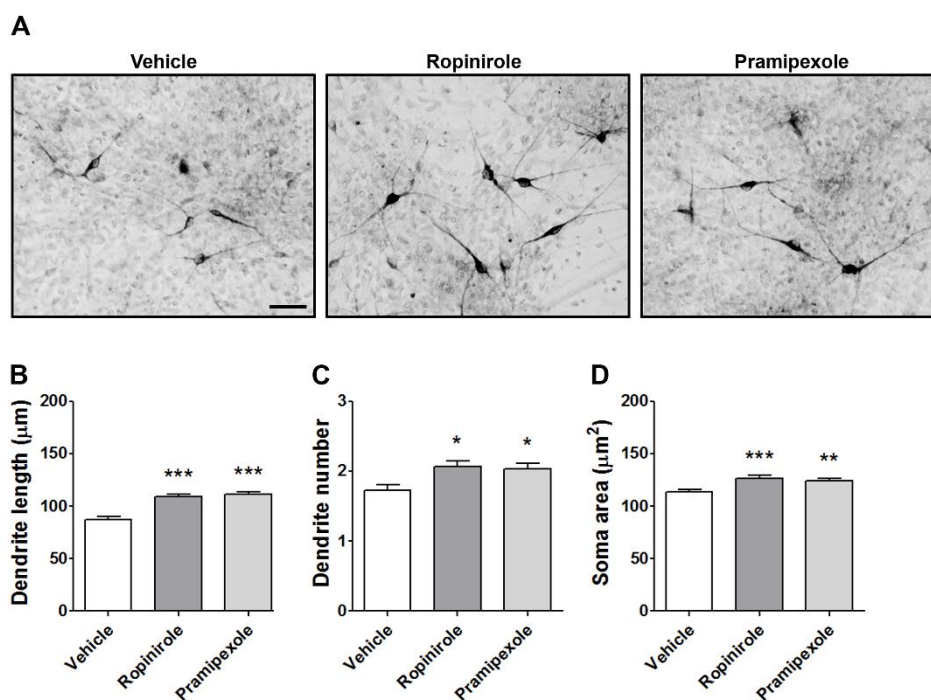 A
Vehicle
Ropinirole
Pramipexole
B
Dendrite length (μm)
200
150
100
50
0
***
***
Vehicle
Ropinirole
Pramipexole
C
Dendrite number
3
2
1
0
*
*
Vehicle
Ropinirole
Pramipexole
D
Soma area (μm²)
200
150
100
50
0
***
**
Vehicle
Ropinirole
Pramipexole